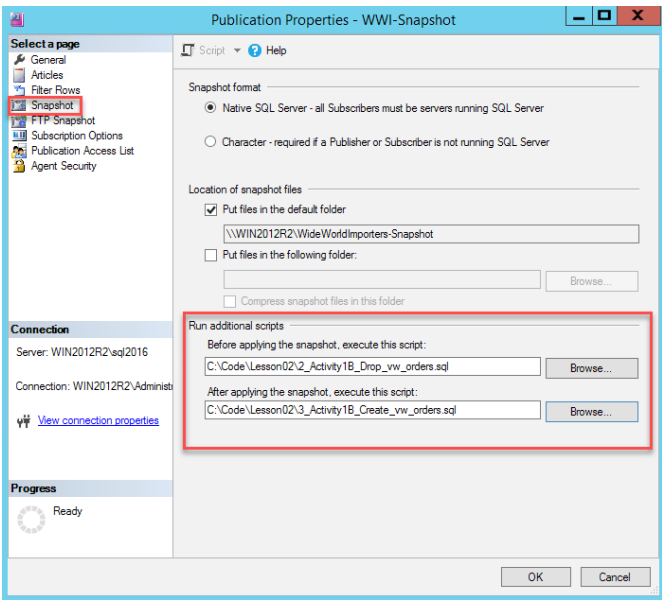 Publication Properties - WWI-Snapshot
Select a page
General
Articles
Filter Rows
Snapshot
FTP Snapshot
Subscription Options
Publication Access List
Agent Security
Script
Help
Snapshot format
Native SQL Server - all Subscribers must be servers running SQL Server
Character - required if a Publisher or Subscriber is not running SQL Server
Location of snapshot files
Put files in the default folder
\\WIN2012R2\WideWorldImporters-Snapshot
Put files in the following folder:
Browse...
Compress snapshot files in this folder
Run additional scripts
Before applying the snapshot, execute this script:
C:\Code\Lesson02\2_Activity1B_Drop_vw_orders.sql
Browse...
After applying the snapshot, execute this script:
C:\Code\Lesson02\3_Activity1B_Create_vw_orders.sql
Browse...
Connection
Server: WIN2012R2\sql2016
Connection: WIN2012R2\Administr
View connection properties
Progress
Ready
OK
Cancel